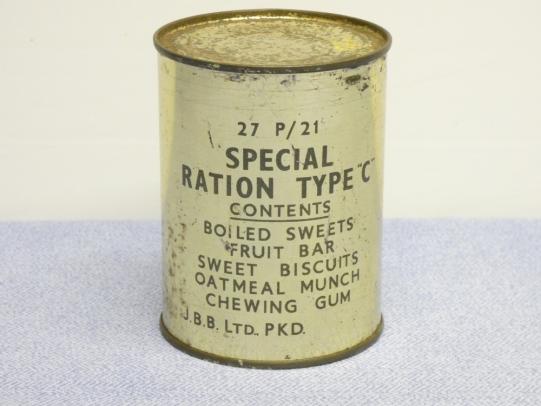 27 P/21
SPECIAL
RATION TYPE "C"
CONTENTS
BOILED SWEETS
FRUIT BAR
SWEET BISCUITS
OATMEAL MUNCH
CHEWING GUM
J.B.B. LTD., PKD.